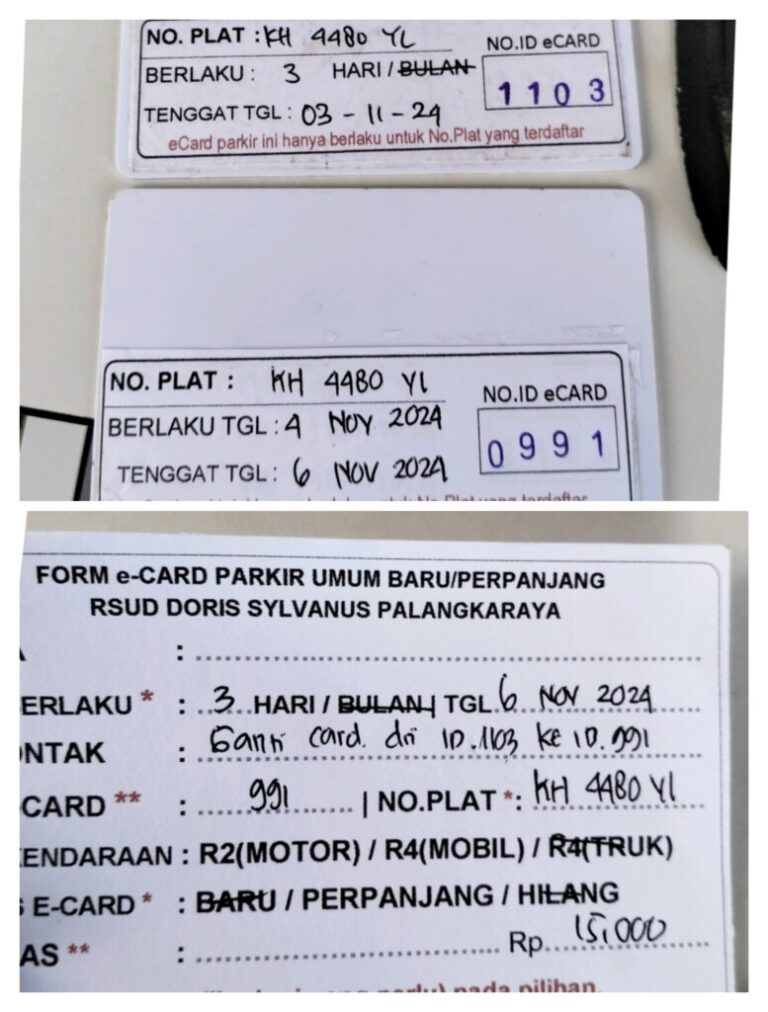 NO. PLAT : KH 4480 YL
NO.ID eCARD
BERLAKU : 3 HARI / BULAN
1103
TENGGAT TGL : 03 - 11 - 24
eCard parkir ini hanya berlaku untuk No.Plat yang terdaftar
NO. PLAT : KH 4480 YL
NO.ID eCARD
BERLAKU TGL : 4 NOV 2024
0991
TENGGAT TGL : 6 NOV 2024
FORM e-CARD PARKIR UMUM BARU/PERPANJANG
RSUD DORIS SYLVANUS PALANGKARAYA
A :
ERLAKU * : 3 HARI / BULAN | TGL 6 NOV 2024
ONTAK : Ganti card. dri ID.1103 ke ID.991
CARD ** : 991 | NO.PLAT *: KH 4480 YL
ENDARAAN : R2(MOTOR) / R4(MOBIL) / R4(TRUK)
S E-CARD * : BARU / PERPANJANG / HILANG
AS ** : Rp. 15.000
pada pilihan.